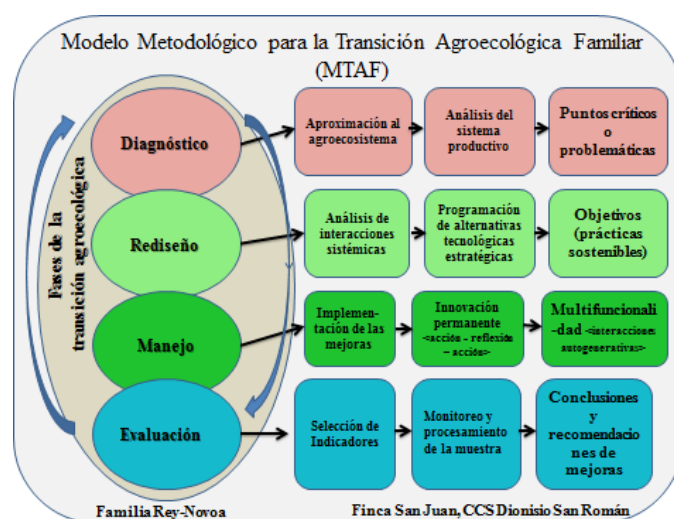 Modelo Metodológico para la Transición Agroecológica Familiar
(MTAF)
Fases de la
transición agroecológica
Diagnóstico
Aproximación al
agroecosistema
Análisis del
sistema
productivo
Puntos críticos
o
problemáticas
Rediseño
Análisis de
interacciones
sistémicas
Programación
de alternativas
tecnológicas
estratégicas
Objetivos
(prácticas
sostenibles)
Manejo
Implemen-
tación de las
mejoras
Innovación
permanente
<acción – reflexión
– acción>
Multifuncionali
-dad <interacciones
autogenerativas>
Evaluación
Selección de
Indicadores
Monitoreo y
procesamiento
de la muestra
Conclusiones
y
recomendacio
nes de
mejoras
Familia Rey-Novoa
Finca San Juan, CCS Dionisio San Román